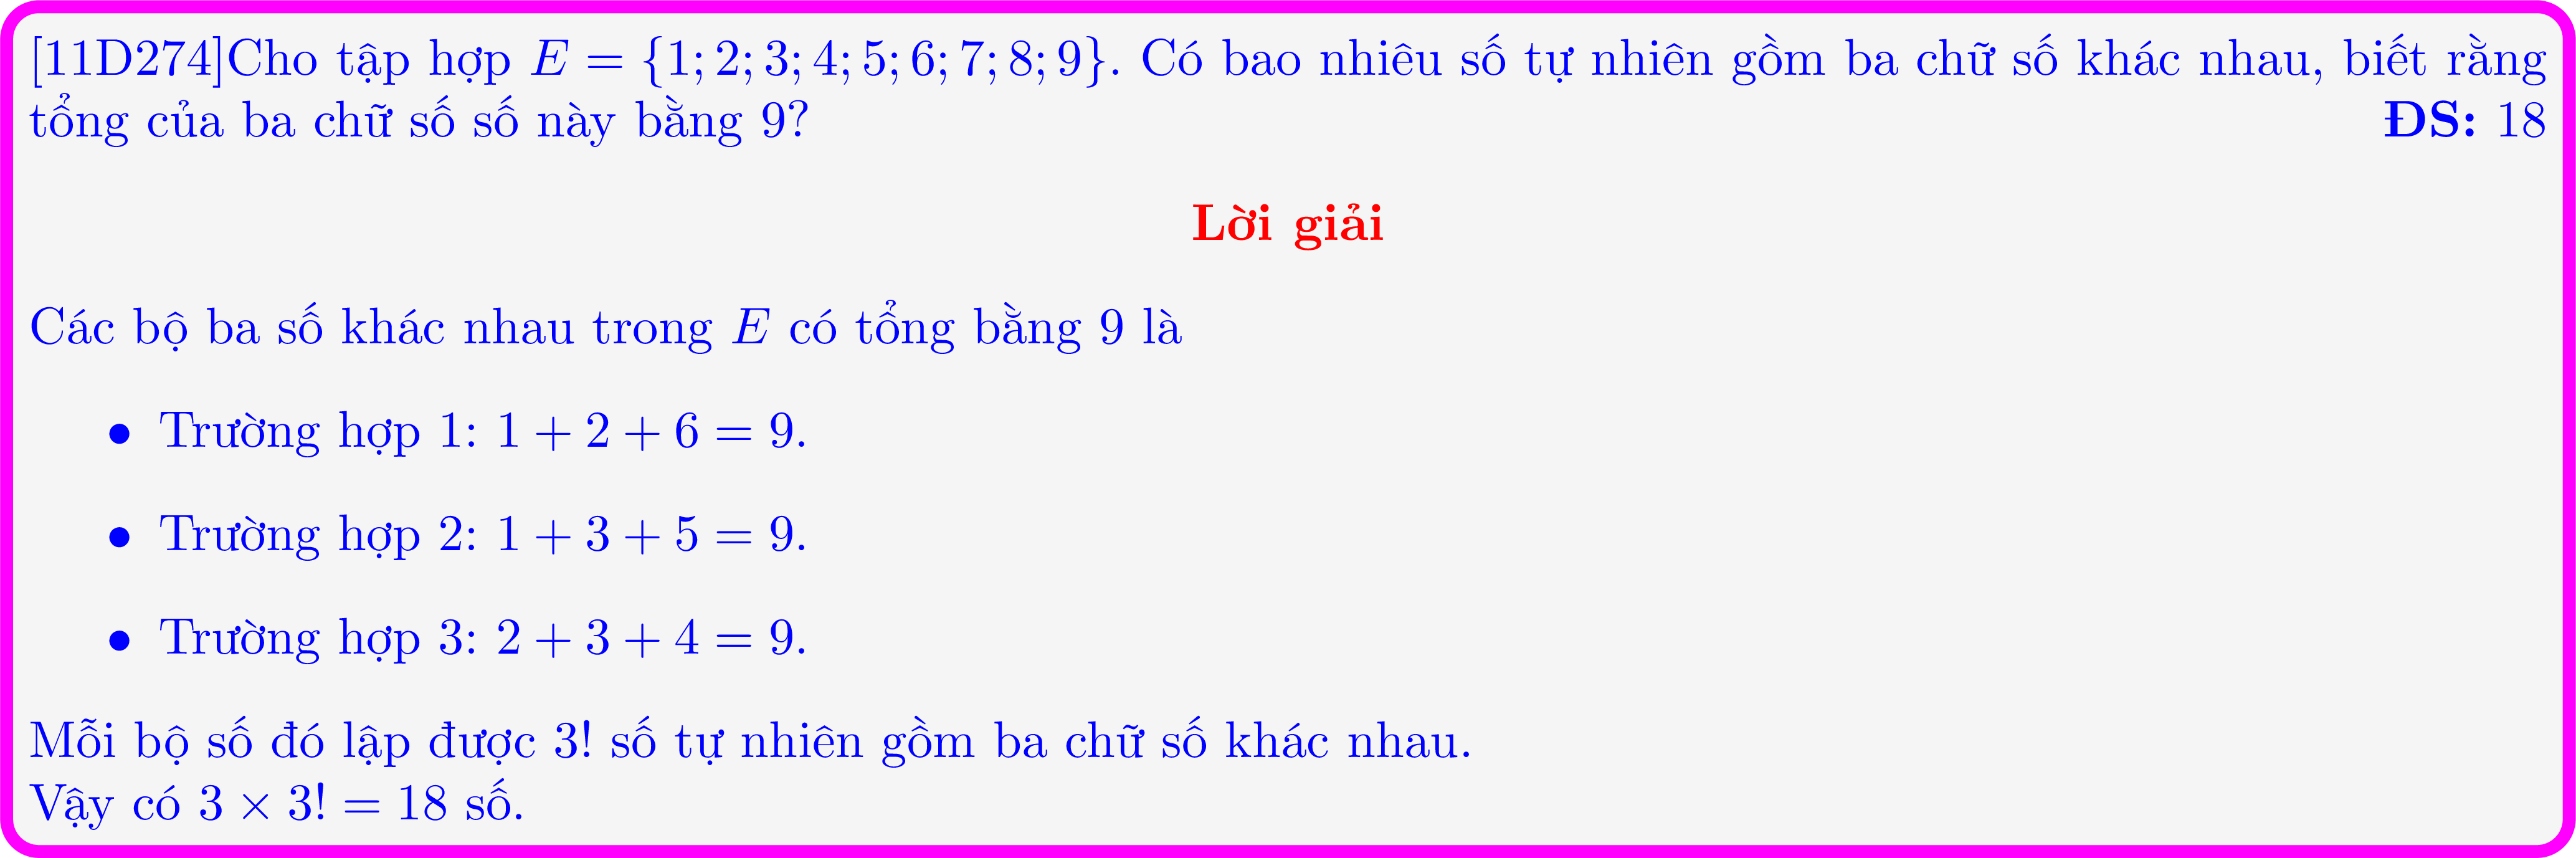 [11D274]Cho tập hợp E = {1; 2; 3; 4; 5; 6; 7; 8; 9}. Có bao nhiêu số tự nhiên gồm ba chữ số khác nhau, biết rằng
tổng của ba chữ số số này bằng 9? ĐS: 18
Lời giải
Các bộ ba số khác nhau trong E có tổng bằng 9 là
• Trường hợp 1: 1 + 2 + 6 = 9.
• Trường hợp 2: 1 + 3 + 5 = 9.
• Trường hợp 3: 2 + 3 + 4 = 9.
Mỗi bộ số đó lập được 3! số tự nhiên gồm ba chữ số khác nhau.
Vậy có 3 × 3! = 18 số.